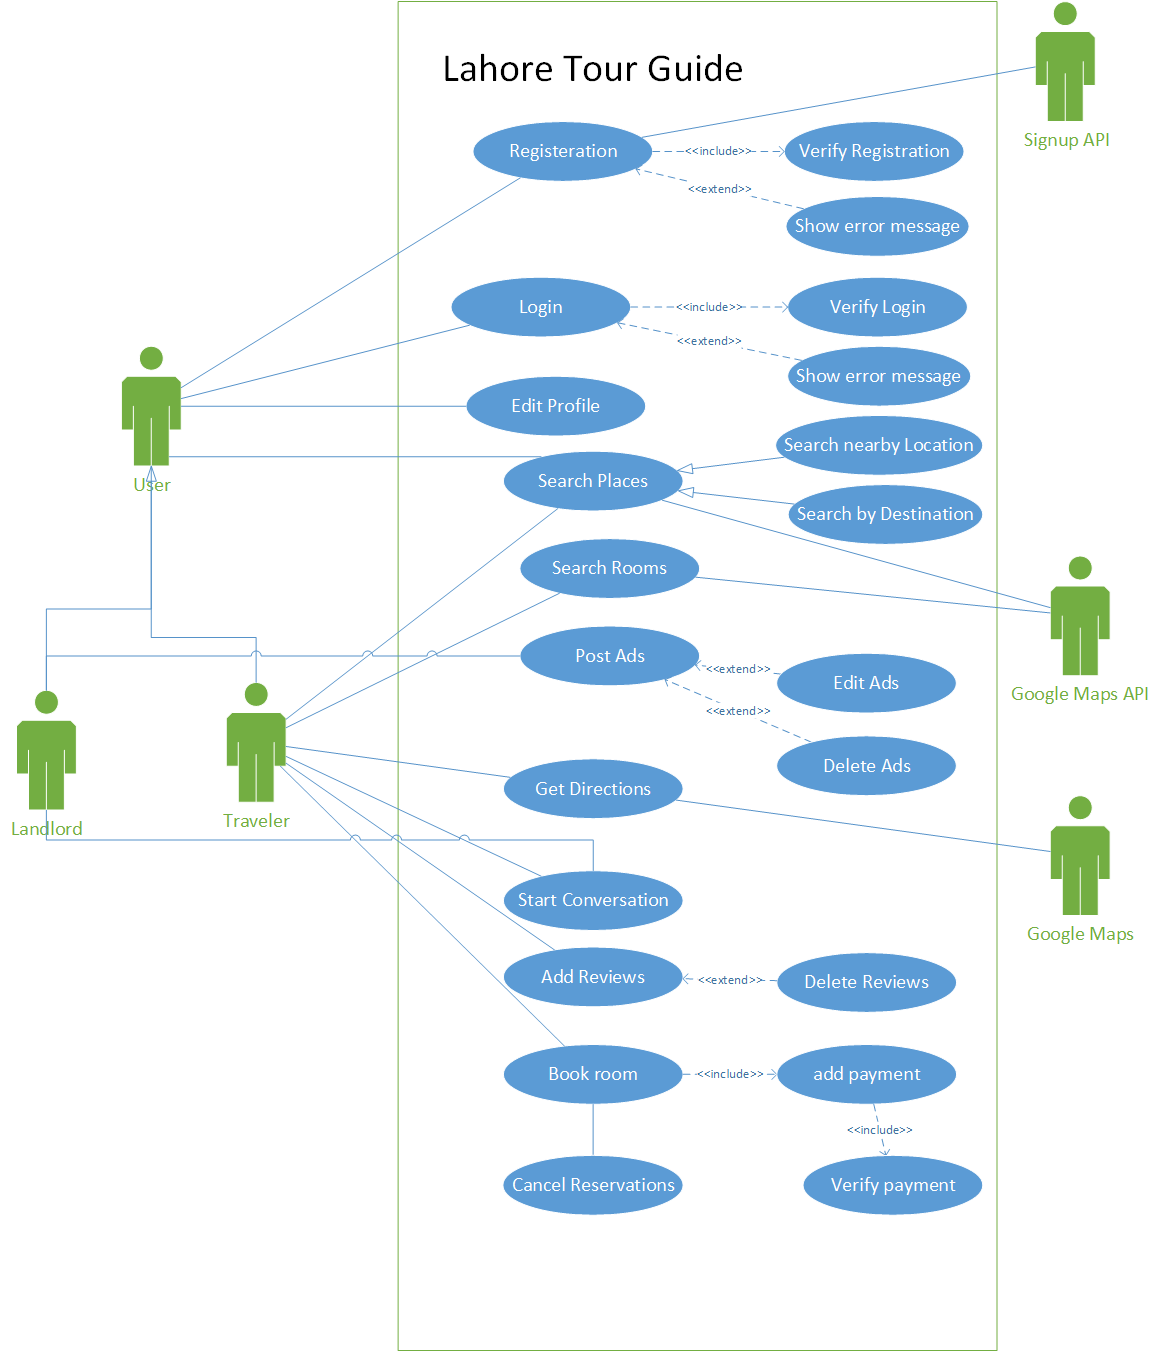 Lahore Tour Guide
Signup API
Registeration
<<include>>
Verify Registration
<<extend>>
Show error message
Login
<<include>>
Verify Login
<<extend>>
Show error message
User
Edit Profile
Search nearby Location
Search Places
Search by Destination
Search Rooms
Google Maps API
Post Ads
<<extend>>
Edit Ads
<<extend>>
Delete Ads
Landlord
Traveler
Get Directions
Start Conversation
Google Maps
Add Reviews
<<extend>>
Delete Reviews
Book room
<<include>>
add payment
<<include>>
Cancel Reservations
Verify payment